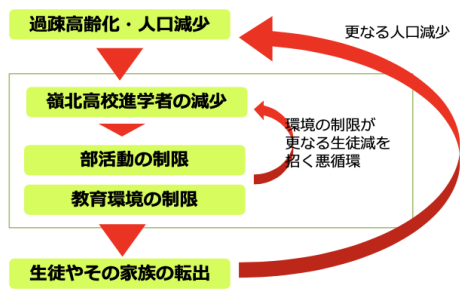 過疎高齢化・人口減少
更なる人口減少
嶺北高校進学者の減少
環境の制限が
更なる生徒減を
招く悪循環
部活動の制限
教育環境の制限
生徒やその家族の転出